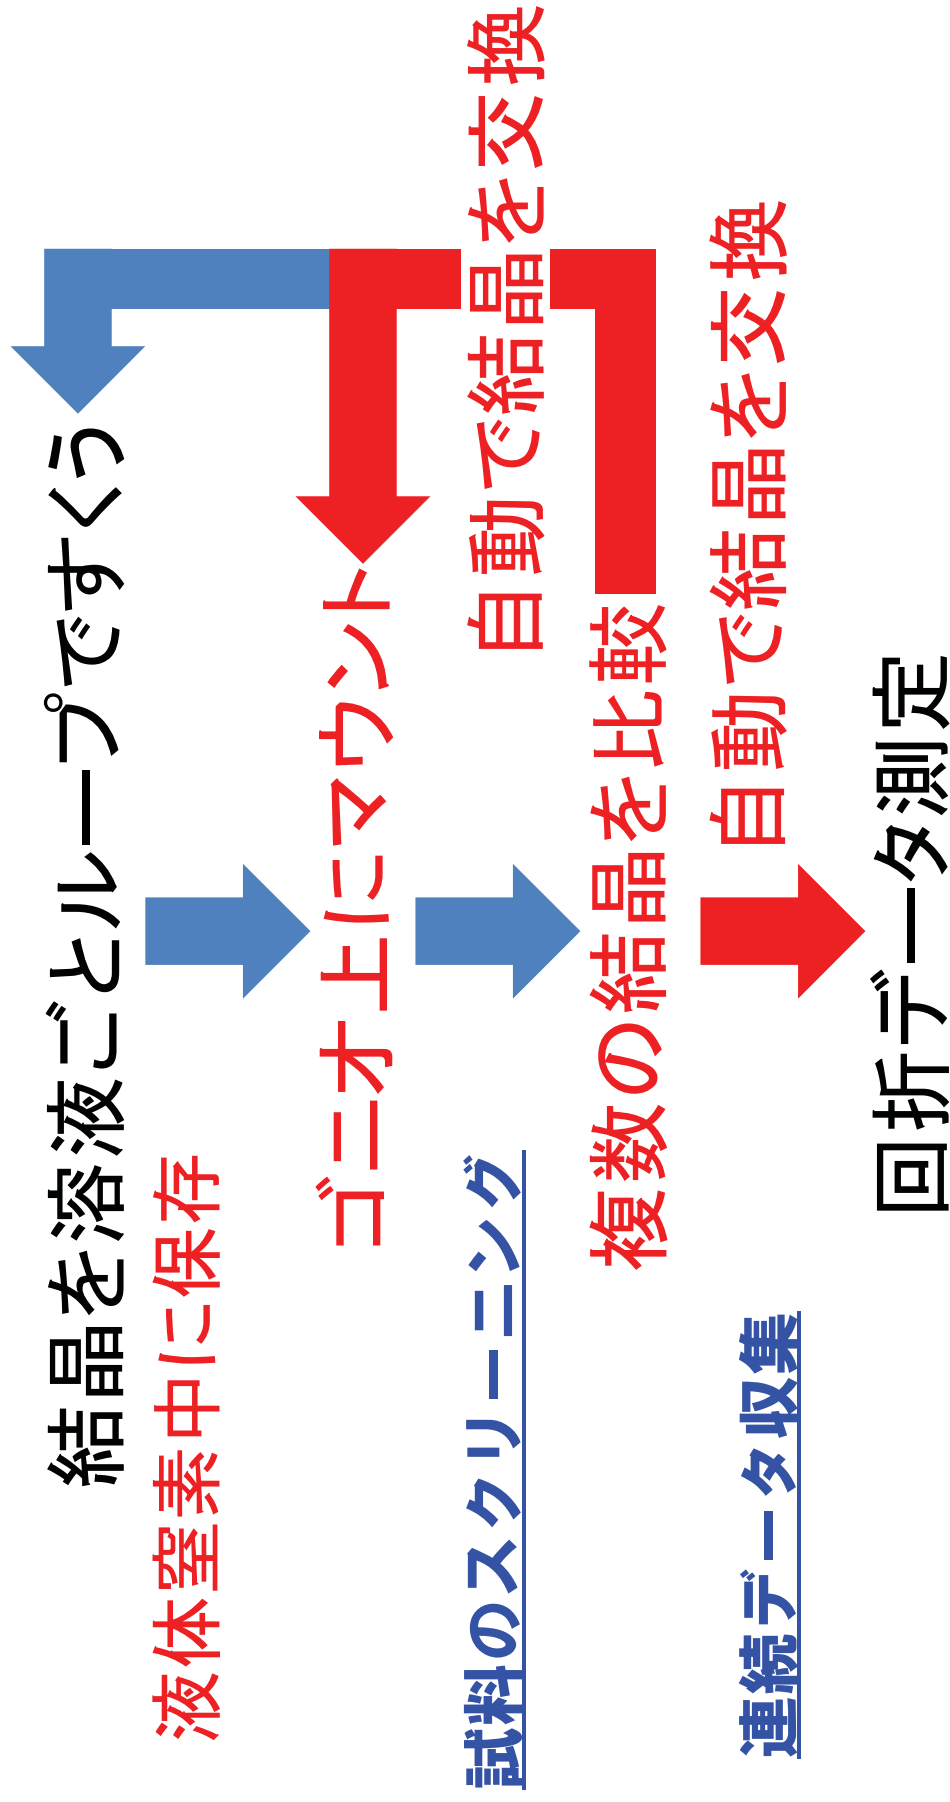 結晶を溶液ごとループですくう
液体窒素中に保存
ゴニオ上にマウント
試料のスクリーニング
自動で結晶を交換
複数の結晶を比較
連続データ収集
自動で結晶を交換
回折データ測定